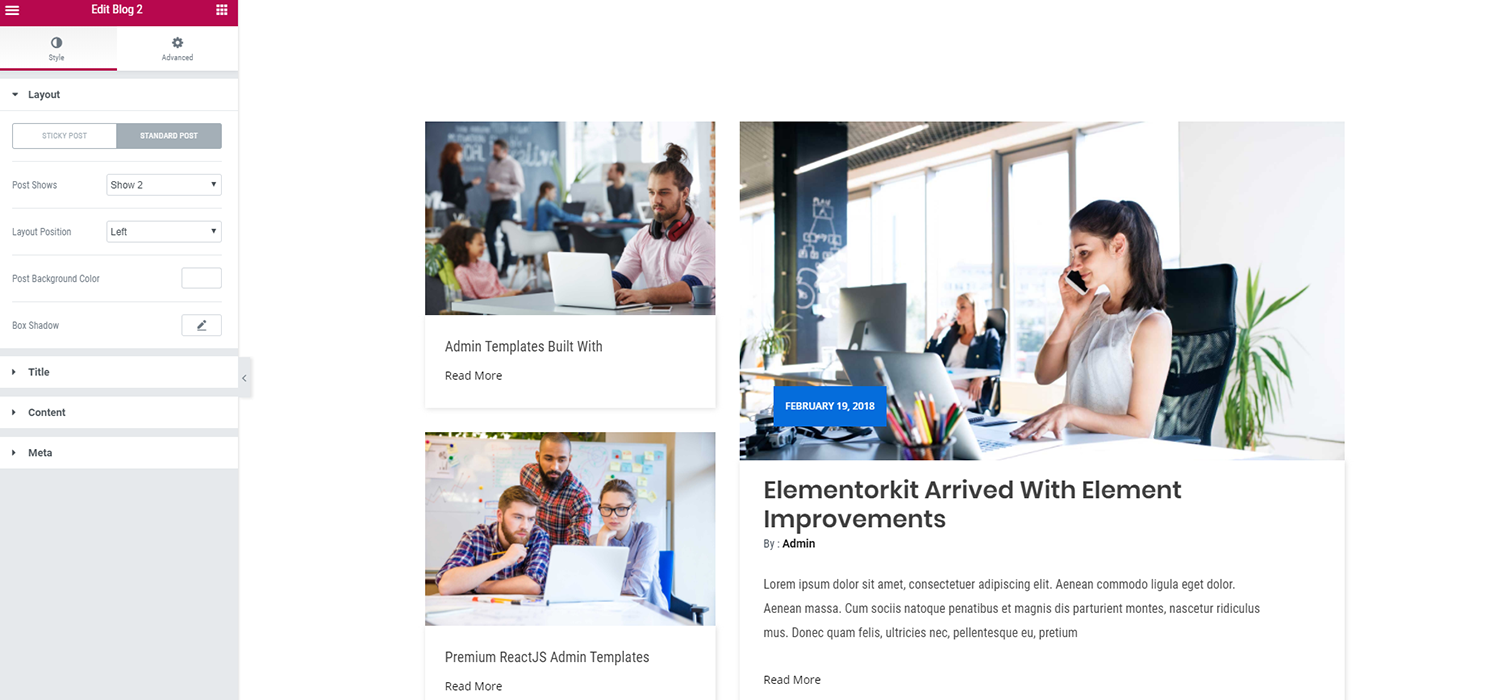 Edit Blog 2
Style
Advanced
Layout
STICKY POST
STANDARD POST
Post Shows
Show 2
Layout Position
Left
Post Background Color
Box Shadow
Title
Content
Meta
Admin Templates Built With
Read More
Premium ReactJS Admin Templates
Read More
FEBRUARY 19, 2018
Elementorkit Arrived With Element
Improvements
By : Admin
Lorem ipsum dolor sit amet, consectetuer adipiscing elit. Aenean commodo ligula eget dolor.
Aenean massa. Cum sociis natoque penatibus et magnis dis parturient montes, nascetur ridiculus
mus. Donec quam felis, ultricies nec, pellentesque eu, pretium
Read More